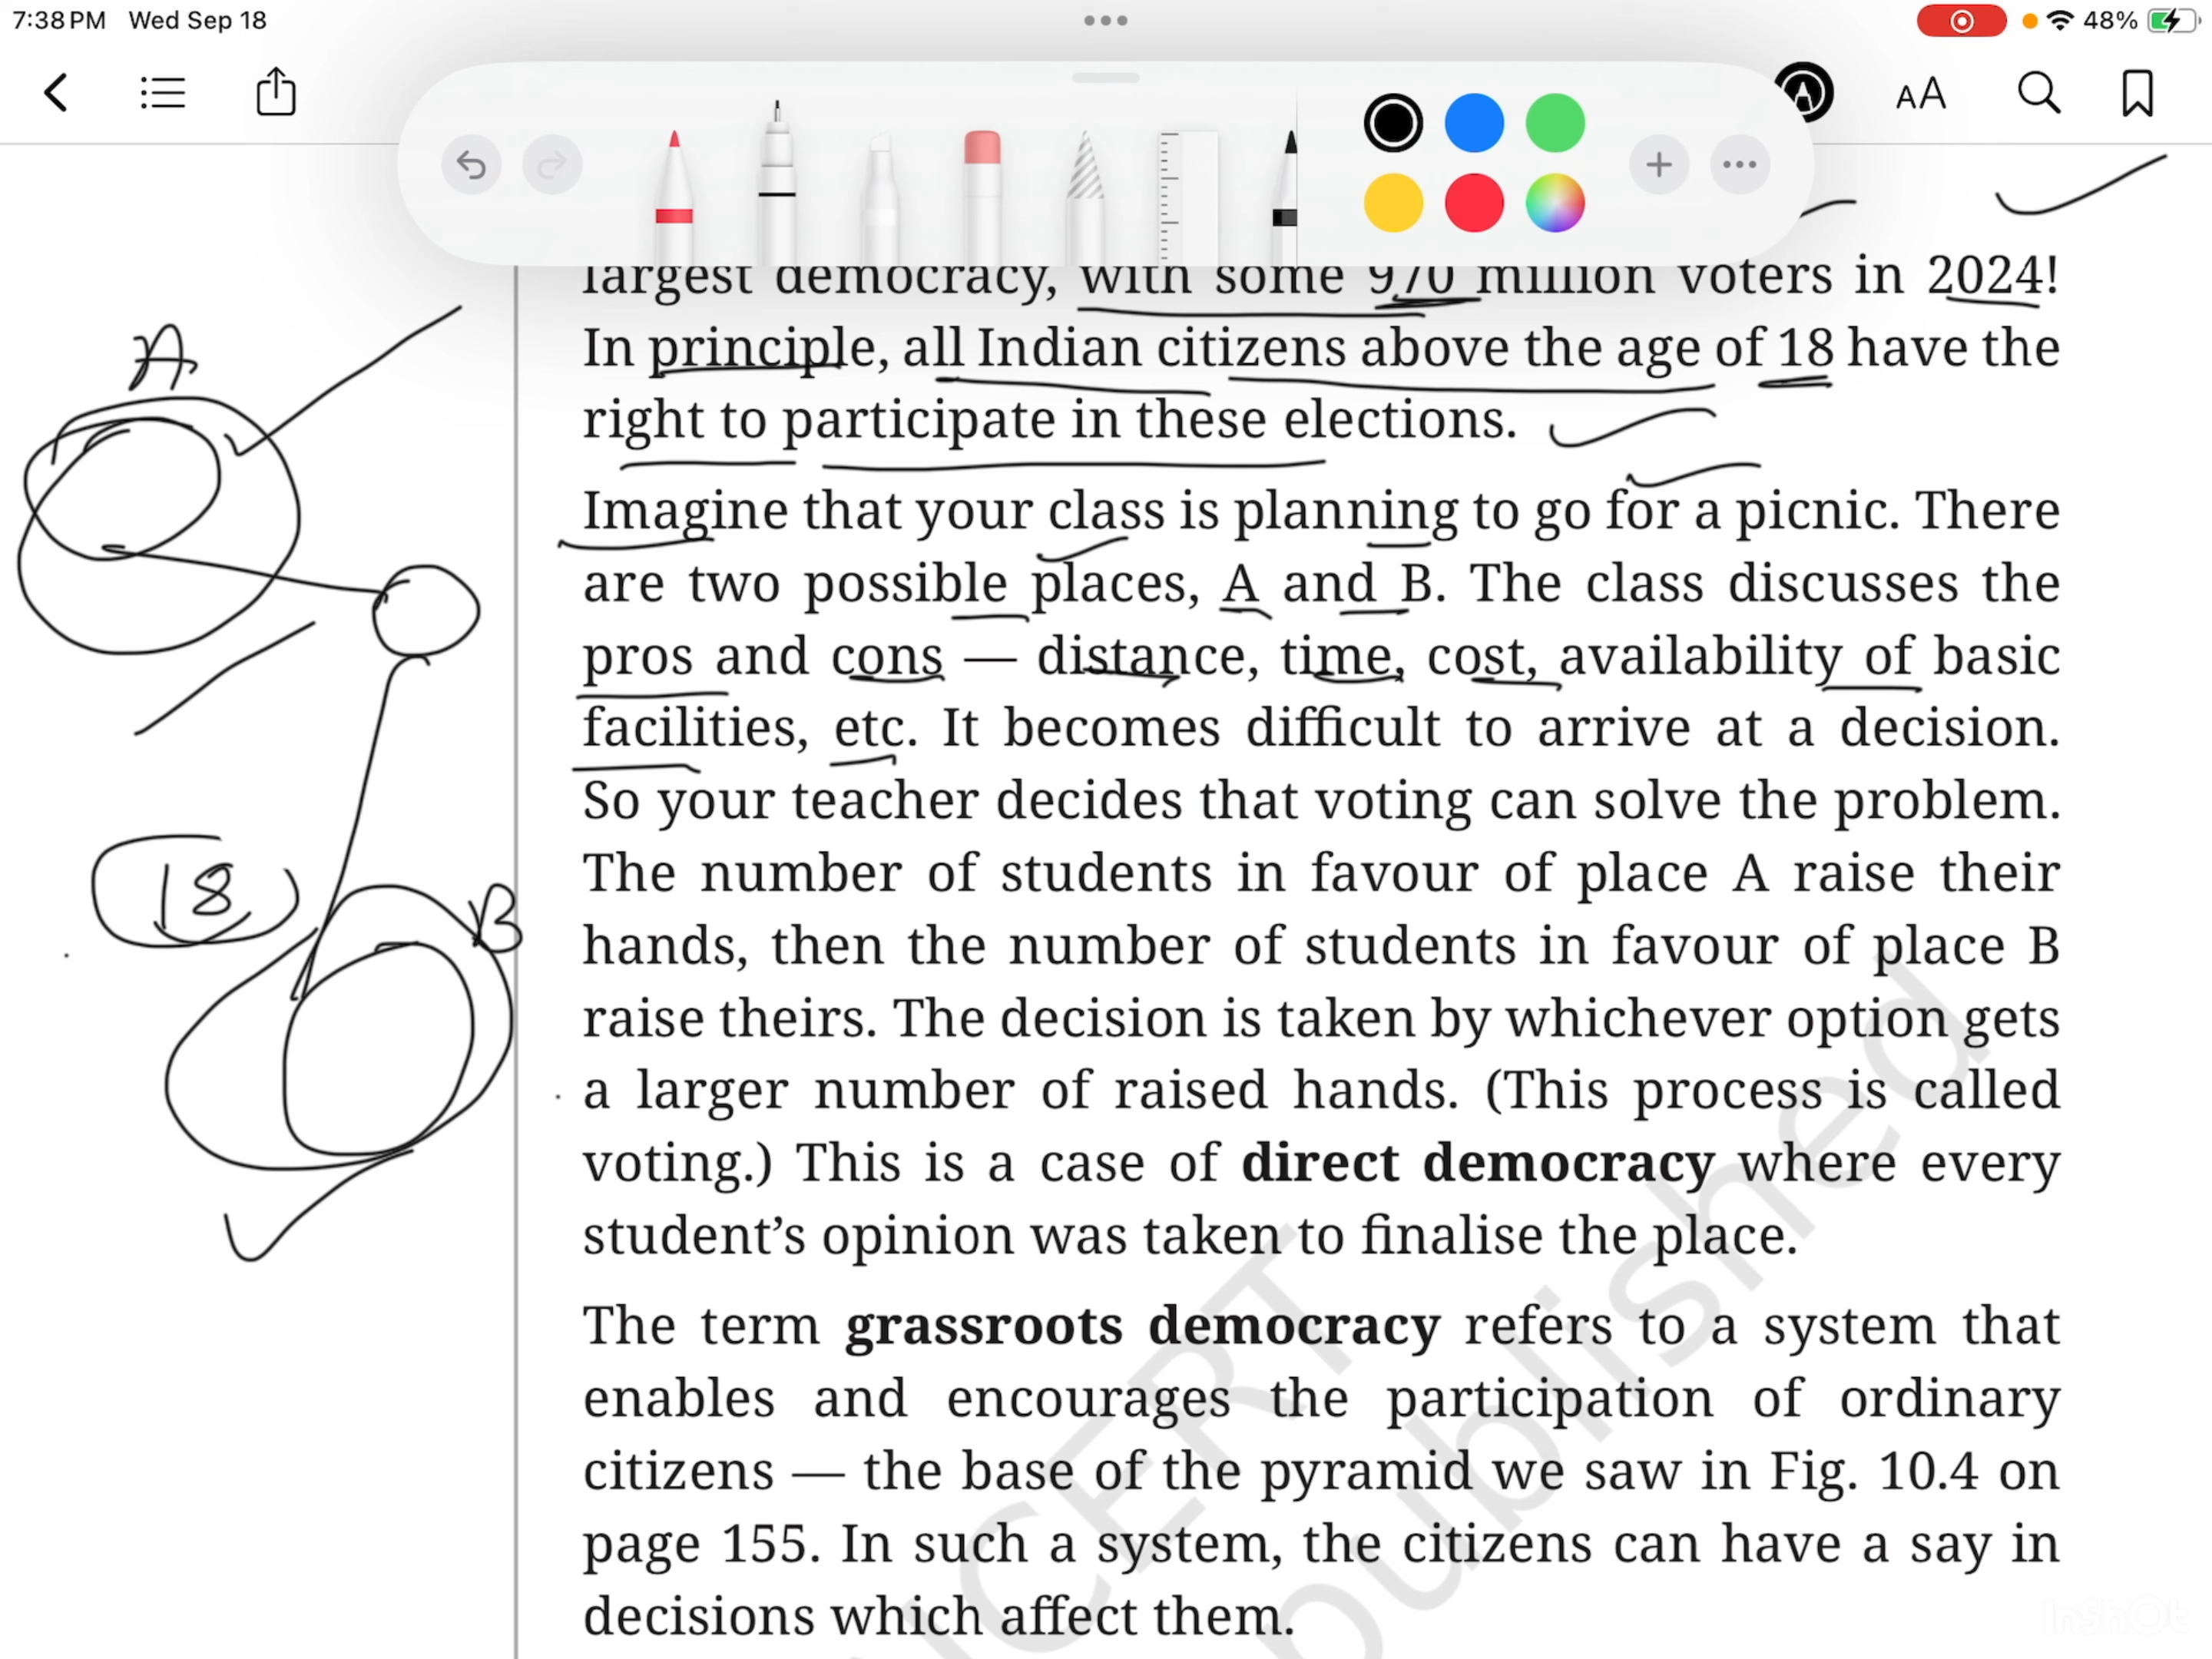 7:38 PM Wed Sep 18
48%
AA
largest democracy, with some 970 million voters in 2024!
In principle, all Indian citizens above the age of 18 have the
right to participate in these elections.
Imagine that your class is planning to go for a picnic. There
are two possible places, A and B. The class discusses the
pros and cons — distance, time, cost, availability of basic
facilities, etc. It becomes difficult to arrive at a decision.
So your teacher decides that voting can solve the problem.
The number of students in favour of place A raise their
hands, then the number of students in favour of place B
raise theirs. The decision is taken by whichever option gets
a larger number of raised hands. (This process is called
voting.) This is a case of direct democracy where every
student’s opinion was taken to finalise the place.
The term grassroots democracy refers to a system that
enables and encourages the participation of ordinary
citizens — the base of the pyramid we saw in Fig. 10.4 on
page 155. In such a system, the citizens can have a say in
decisions which affect them.
A
18
B
published
InShOt